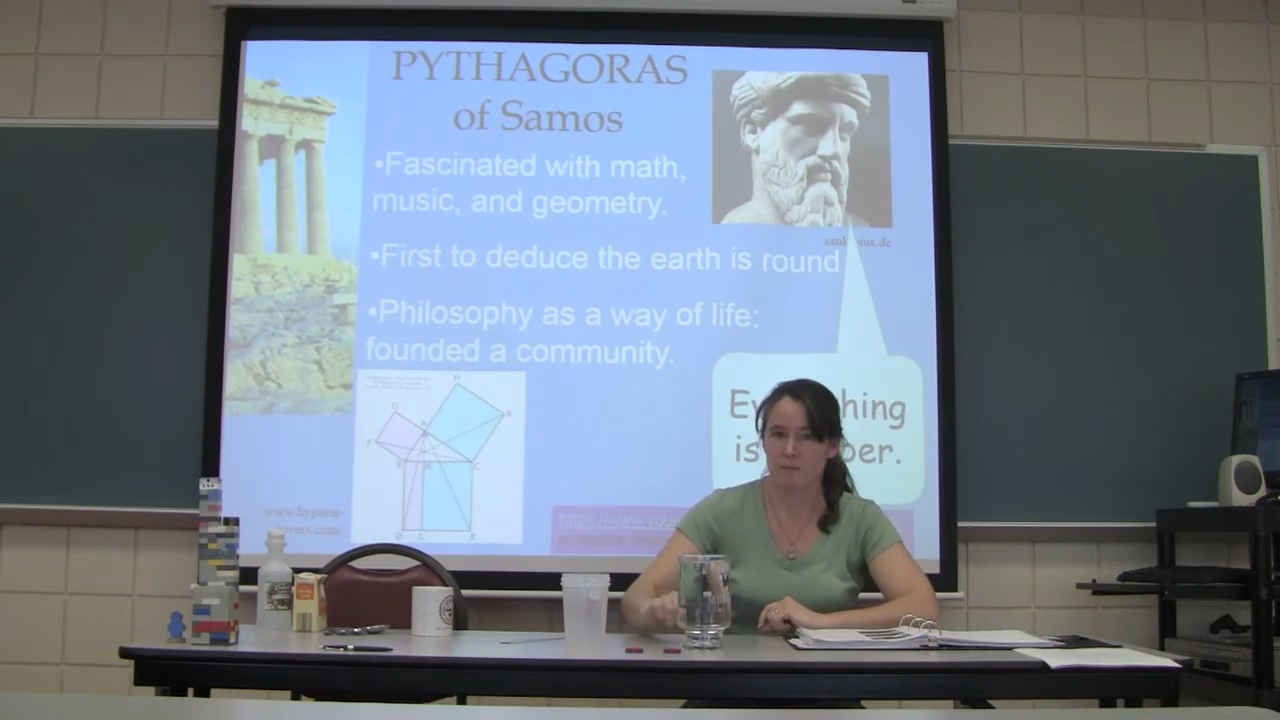 PYTHAGORAS
of Samos
•Fascinated with math,
music, and geometry.
•First to deduce the earth is round
•Philosophy as a way of life:
founded a community.
is
H
G
K
F
A
B
C
D
L
E